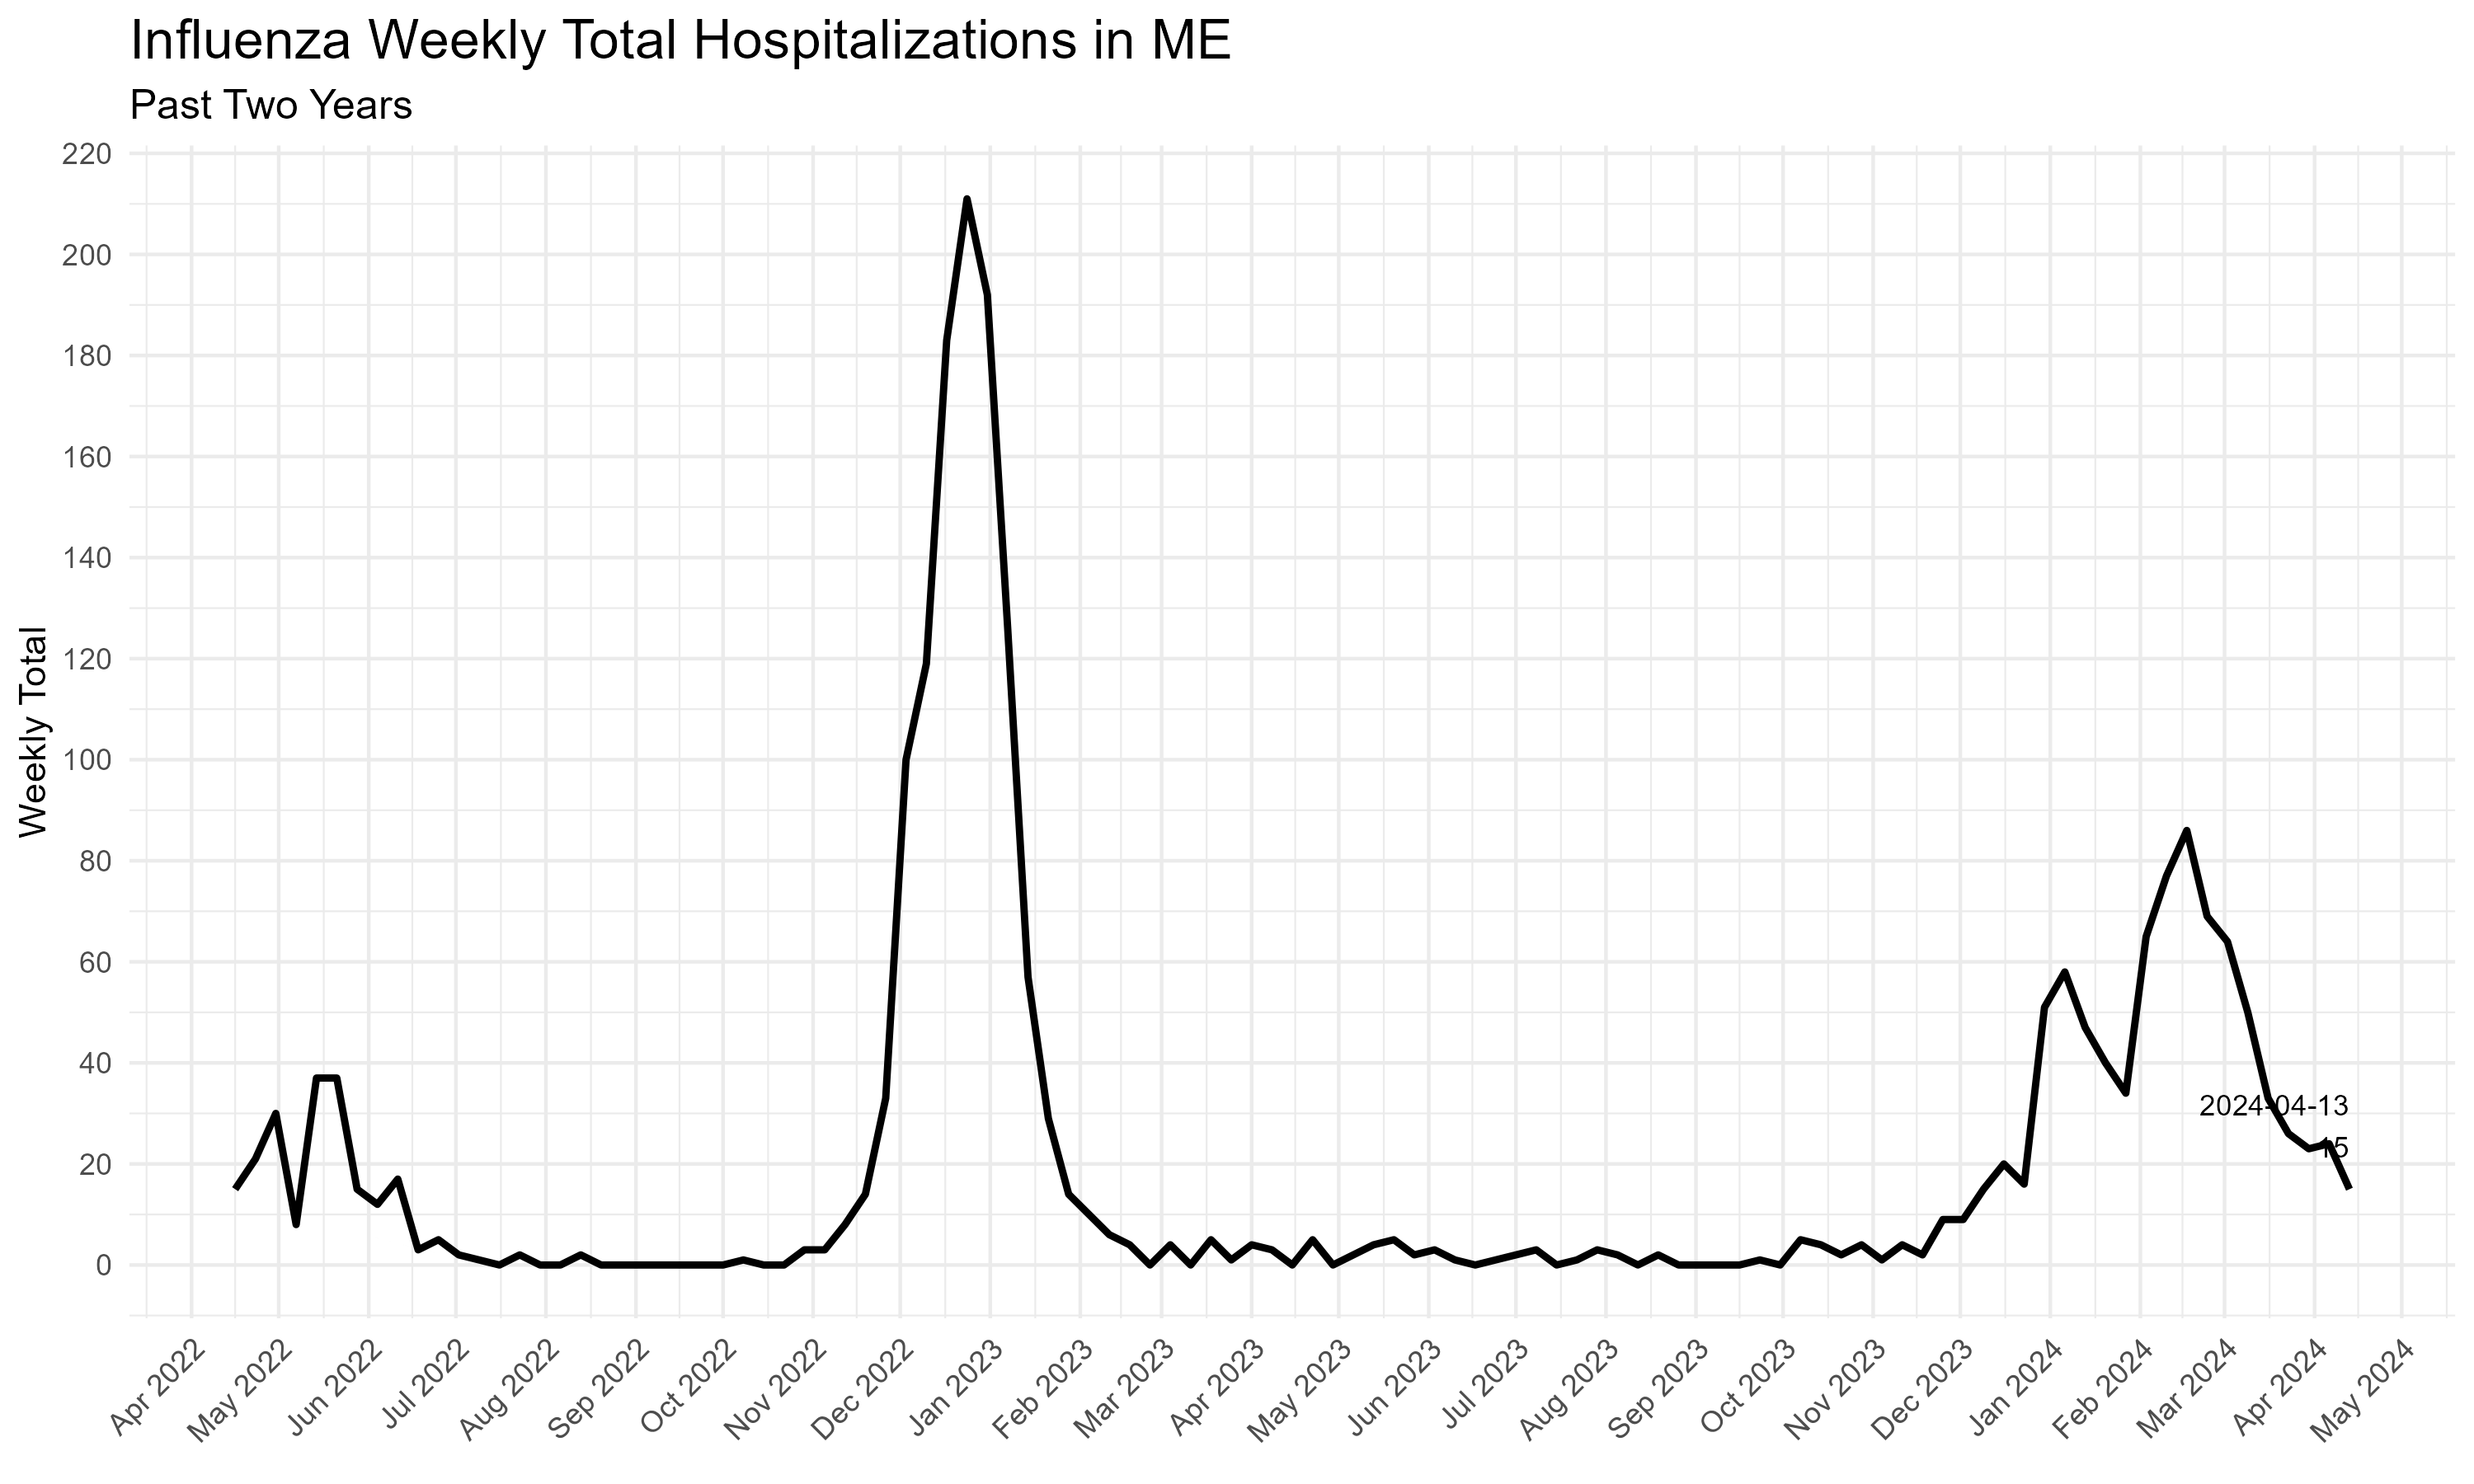 Influenza Weekly Total Hospitalizations in ME
Past Two Years
220
200
180
160
140
120
100
80
60
40
20
0
Weekly Total
2024-04-13
15
Apr 2022
May 2022
Jun 2022
Jul 2022
Aug 2022
Sep 2022
Oct 2022
Nov 2022
Dec 2022
Jan 2023
Feb 2023
Mar 2023
Apr 2023
May 2023
Jun 2023
Jul 2023
Aug 2023
Sep 2023
Oct 2023
Nov 2023
Dec 2023
Jan 2024
Feb 2024
Mar 2024
Apr 2024
May 2024